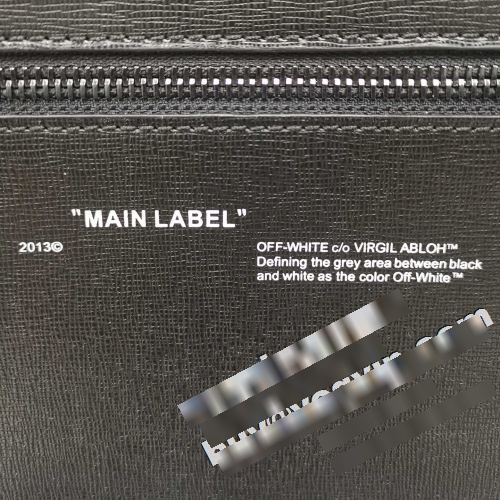 "MAIN LABEL"
2013©
OFF-WHITE c/o VIRGIL ABLOH™
Defining the grey area between black
and white as the color Off-White™